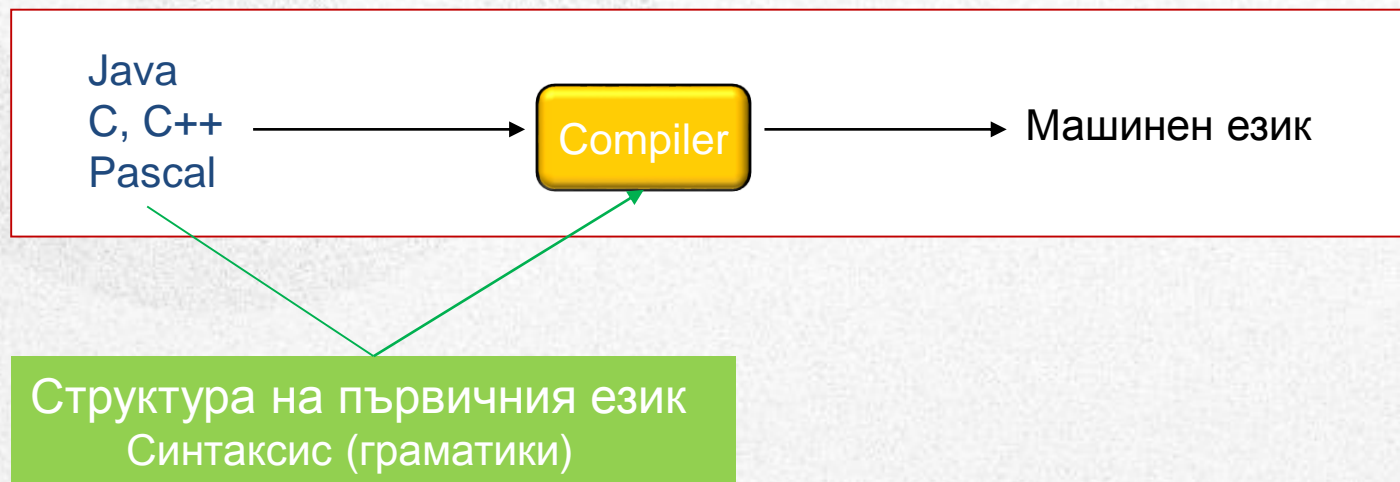 Java
C, C++
Pascal
Compiler
Машинен език
Структура на първичния език
Синтаксис (граматики)